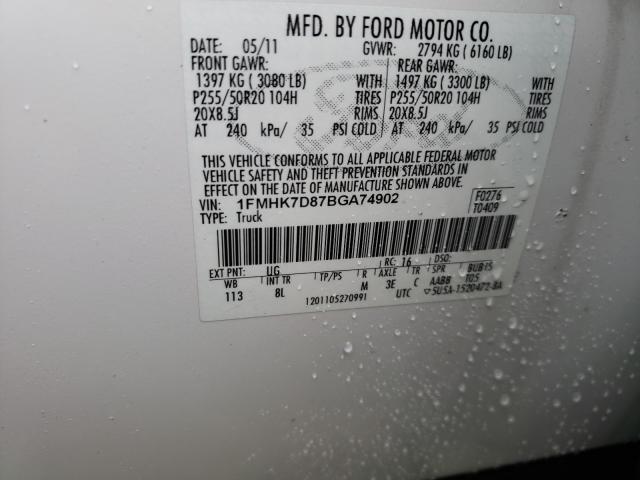 MFD. BY FORD MOTOR CO.
DATE: 05/11 GVWR: 2794 KG ( 6160 LB)
FRONT GAWR: REAR GAWR:
1397 KG ( 3080 LB) WITH 1497 KG ( 3300 LB) WITH
P255/50R20 104H TIRES P255/50R20 104H TIRES
20X8.5J RIMS 20X8.5J RIMS
AT 240 kPa/ 35 PSI COLD AT 240 kPa/ 35 PSI COLD
THIS VEHICLE CONFORMS TO ALL APPLICABLE FEDERAL MOTOR
VEHICLE SAFETY AND THEFT PREVENTION STANDARDS IN
EFFECT ON THE DATE OF MANUFACTURE SHOWN ABOVE.
VIN: 1FMHK7D87BGA74902 F0276
TYPE: Truck T0409
EXT PNT: UG RC: 16 DSO:
WB INT TR TP/PS R AXLE TR SPR BUB15
113 8L M 3E C AABB T05
1201105270991 UTC ▽5U5A-1520472-BA